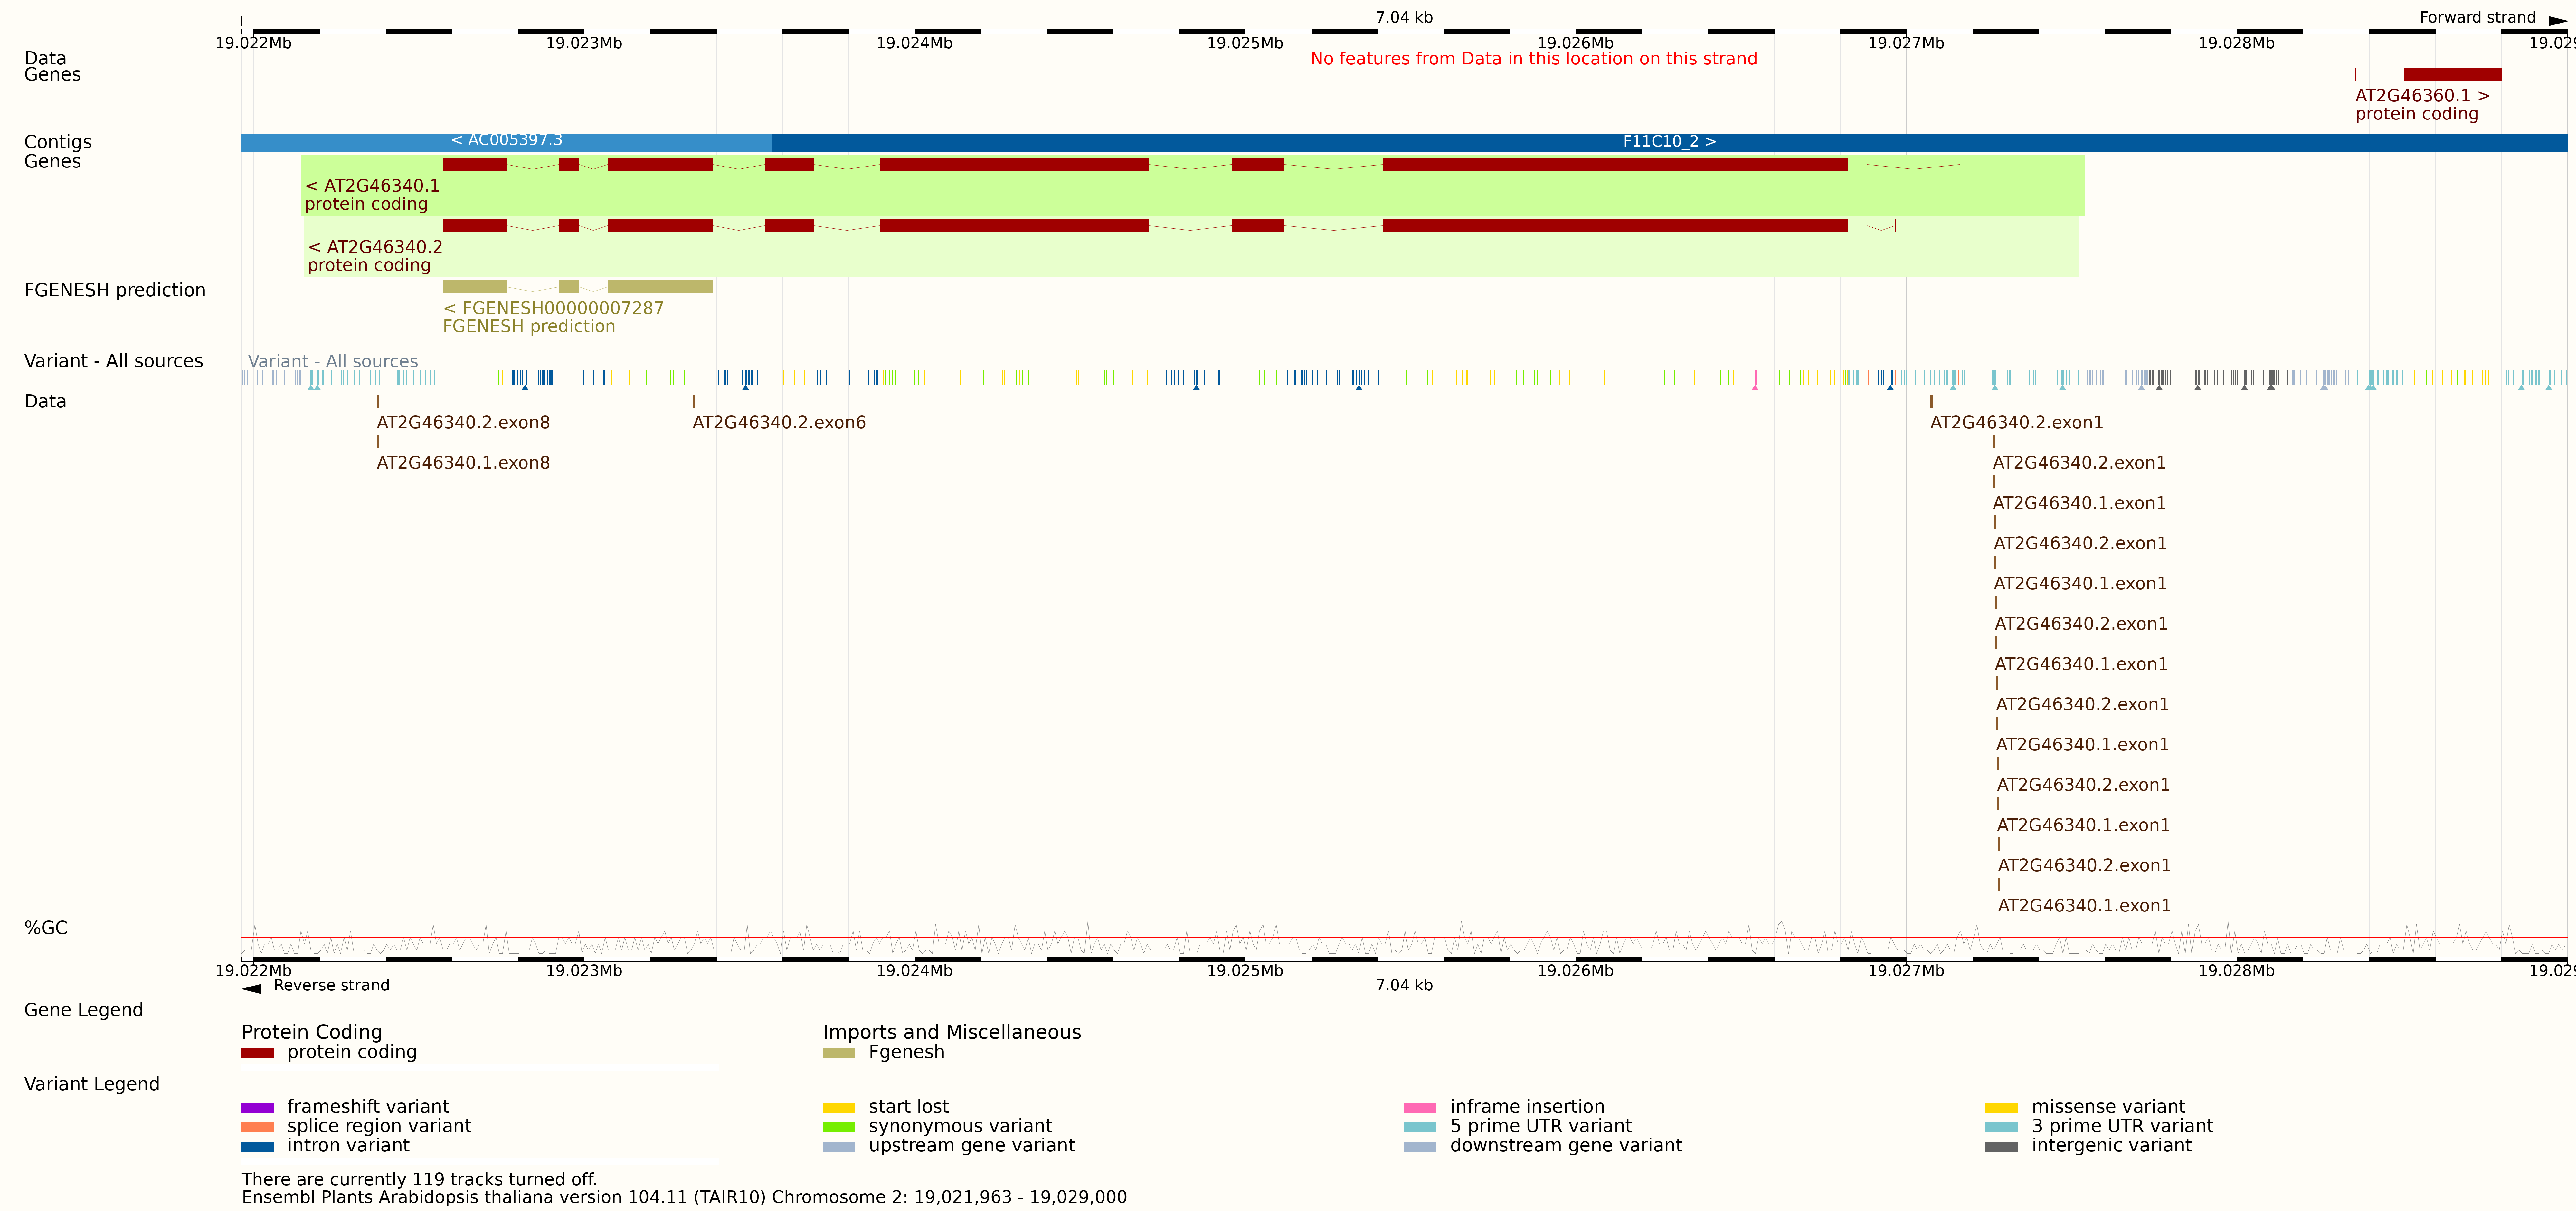 7.04 kb Forward strand
19.022Mb 19.023Mb 19.024Mb 19.025Mb 19.026Mb 19.027Mb 19.028Mb 19.029
Data No features from Data in this location on this strand
Genes
AT2G46360.1 >
protein coding
Contigs < AC005397.3 F11C10_2 >
Genes
< AT2G46340.1
protein coding
< AT2G46340.2
protein coding
FGENESH prediction
< FGENESH00000007287
FGENESH prediction
Variant - All sources Variant - All sources
Data
AT2G46340.2.exon8 AT2G46340.2.exon6 AT2G46340.2.exon1
AT2G46340.1.exon8 AT2G46340.2.exon1
AT2G46340.1.exon1
AT2G46340.2.exon1
AT2G46340.1.exon1
AT2G46340.2.exon1
AT2G46340.1.exon1
AT2G46340.2.exon1
AT2G46340.1.exon1
AT2G46340.2.exon1
AT2G46340.1.exon1
AT2G46340.2.exon1
AT2G46340.1.exon1
%GC
19.022Mb 19.023Mb 19.024Mb 19.025Mb 19.026Mb 19.027Mb 19.028Mb 19.029
Reverse strand 7.04 kb
Gene Legend
Protein Coding Imports and Miscellaneous
protein coding Fgenesh
Variant Legend
frameshift variant start lost inframe insertion missense variant
splice region variant synonymous variant 5 prime UTR variant 3 prime UTR variant
intron variant upstream gene variant downstream gene variant intergenic variant
There are currently 119 tracks turned off.
Ensembl Plants Arabidopsis thaliana version 104.11 (TAIR10) Chromosome 2: 19,021,963 - 19,029,000